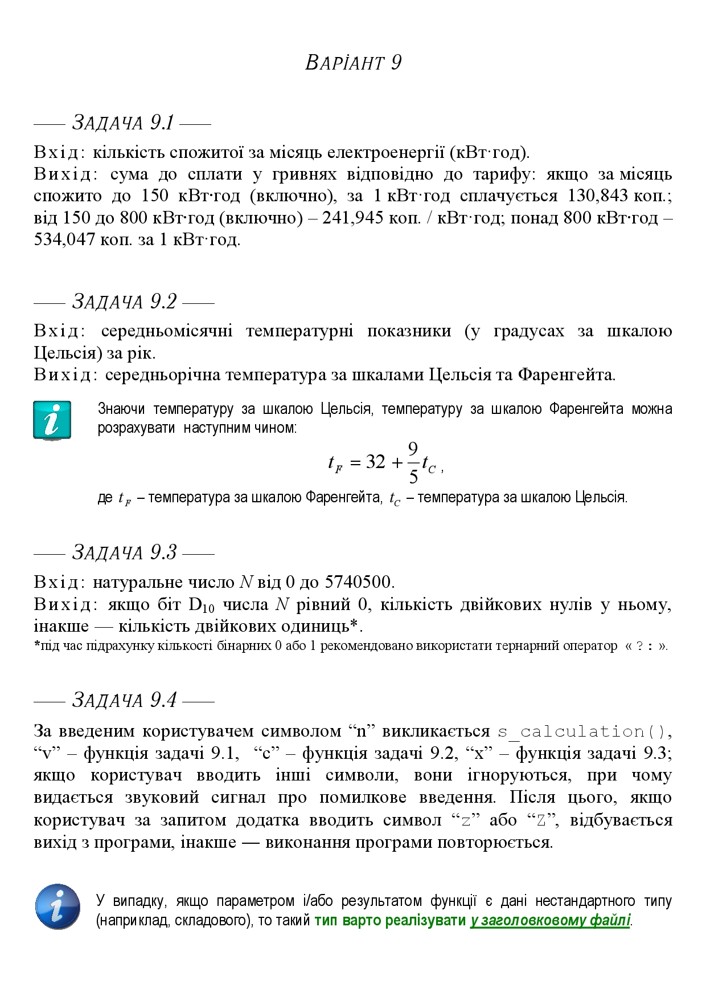 ВАРІАНТ 9
—— ЗАДАЧА 9.1 ——
Вхід: кількість спожитої за місяць електроенергії (кВт·год).
Вихід: сума до сплати у гривнях відповідно до тарифу: якщо за місяць
спожито до 150 кВт·год (включно), за 1 кВт·год сплачується 130,843 коп.;
від 150 до 800 кВт·год (включно) – 241,945 коп. / кВт·год; понад 800 кВт·год –
534,047 коп. за 1 кВт·год.
—— ЗАДАЧА 9.2 ——
Вхід: середньомісячні температурні показники (у градусах за шкалою
Цельсія) за рік.
Вихід: середньорічна температура за шкалами Цельсія та Фаренгейта.
Знаючи температуру за шкалою Цельсія, температуру за шкалою Фаренгейта можна
розрахувати наступним чином:
t_F = 32 + 9/5 t_C ,
де t_F – температура за шкалою Фаренгейта, t_C – температура за шкалою Цельсія.
—— ЗАДАЧА 9.3 ——
Вхід: натуральне число N від 0 до 5740500.
Вихід: якщо біт D₁₀ числа N рівний 0, кількість двійкових нулів у ньому,
інакше — кількість двійкових одиниць*.
*під час підрахунку кількості бінарних 0 або 1 рекомендовано використати тернарний оператор « ? : ».
—— ЗАДАЧА 9.4 ——
За введеним користувачем символом “n” викликається s_calculation(),
“v” – функція задачі 9.1, “c” – функція задачі 9.2, “x” – функція задачі 9.3;
якщо користувач вводить інші символи, вони ігноруються, при чому
видається звуковий сигнал про помилкове введення. Після цього, якщо
користувач за запитом додатка вводить символ “z” або “Z”, відбувається
вихід з програми, інакше — виконання програми повторюється.
У випадку, якщо параметром і/або результатом функції є дані нестандартного типу
(наприклад, складового), то такий тип варто реалізувати у заголовковому файлі.